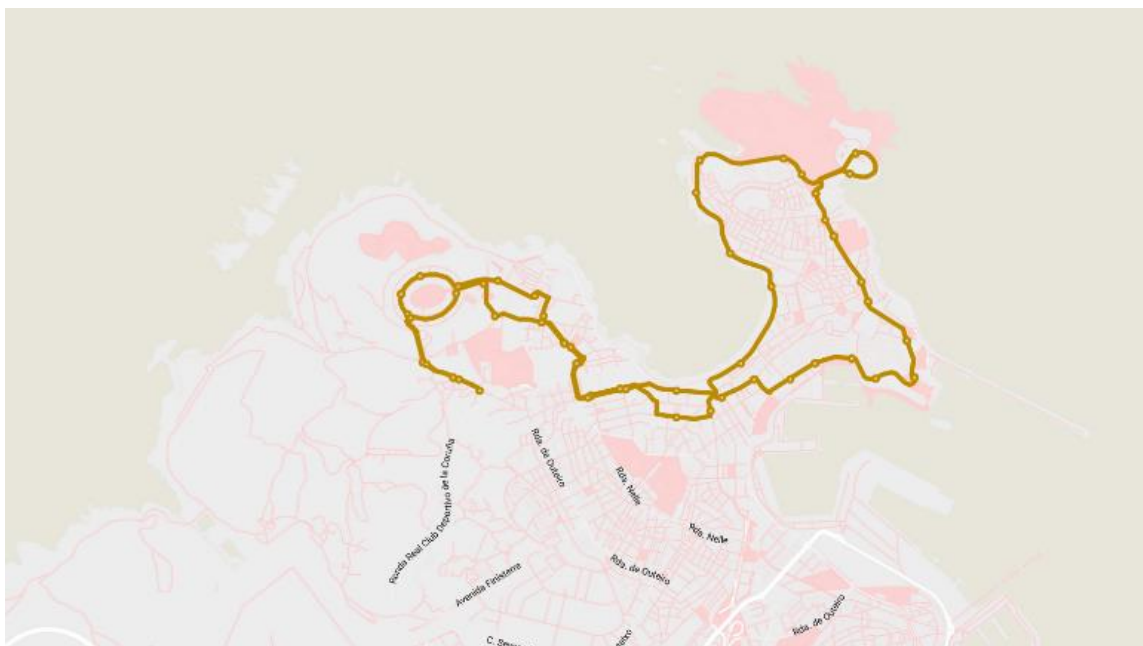 Rda. de Outeiro
Ronda Real Club Deportivo de la Coruña
Rda. Nelle
Rda. Nelle
Rda. de Outeiro
Avenida Finisterre
Rda. de Outeiro